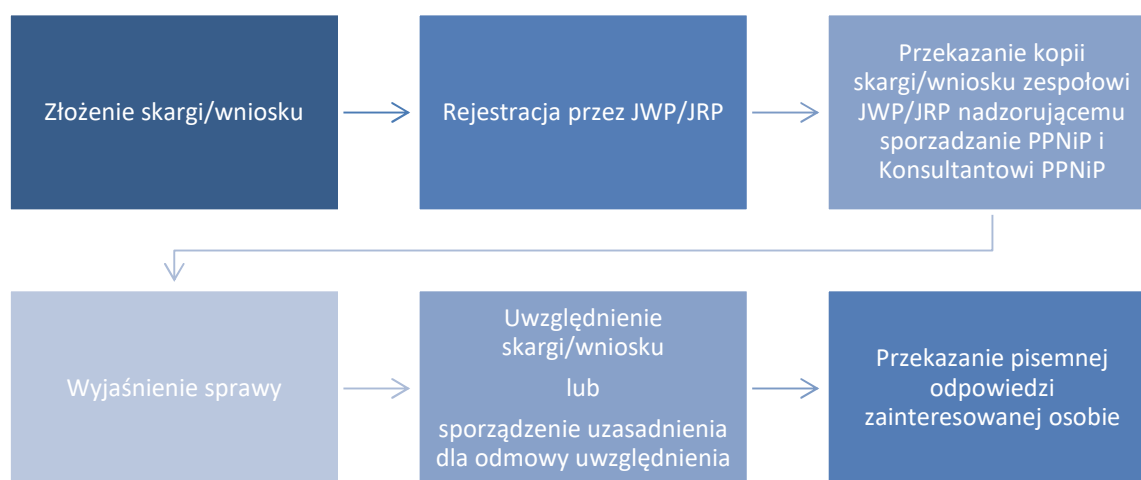 Złożenie skargi/wniosku
Rejestracja przez JWP/JRP
Przekazanie kopii
skargi/wniosku zespołowi
JWP/JRP nadzorującemu
sporzadzanie PPNiP i
Konsultantowi PPNiP
Wyjaśnienie sprawy
Uwzględnienie
skargi/wniosku
lub
sporządzenie uzasadnienia
dla odmowy uwzględnienia
Przekazanie pisemnej
odpowiedzi
zainteresowanej osobie